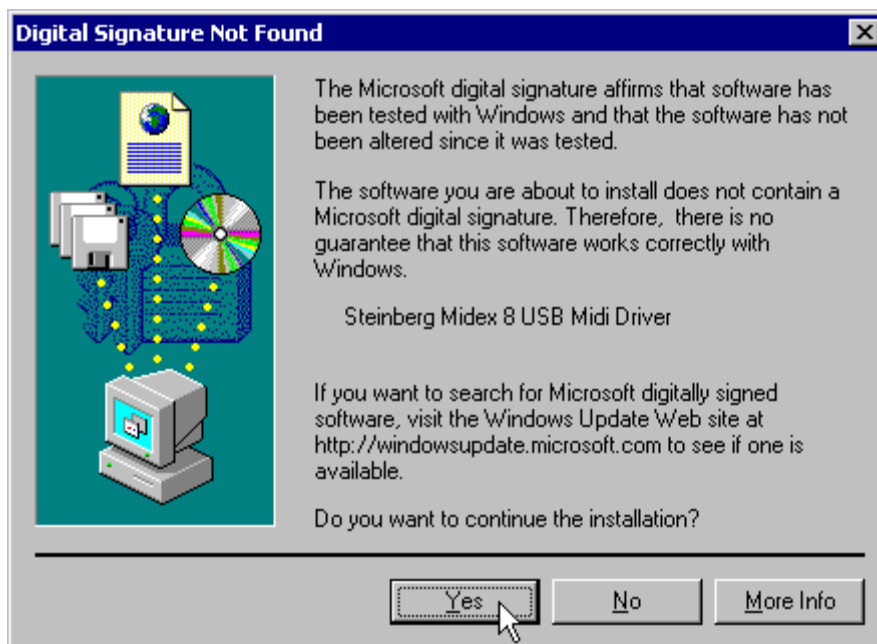 Digital Signature Not Found
The Microsoft digital signature affirms that software has
been tested with Windows and that the software has not
been altered since it was tested.
The software you are about to install does not contain a
Microsoft digital signature. Therefore,  there is no
guarantee that this software works correctly with
Windows.
Steinberg Midex 8 USB Midi Driver
If you want to search for Microsoft digitally signed
software, visit the Windows Update Web site at
http://windowsupdate.microsoft.com to see if one is
available.
Do you want to continue the installation?
Yes
No
More Info